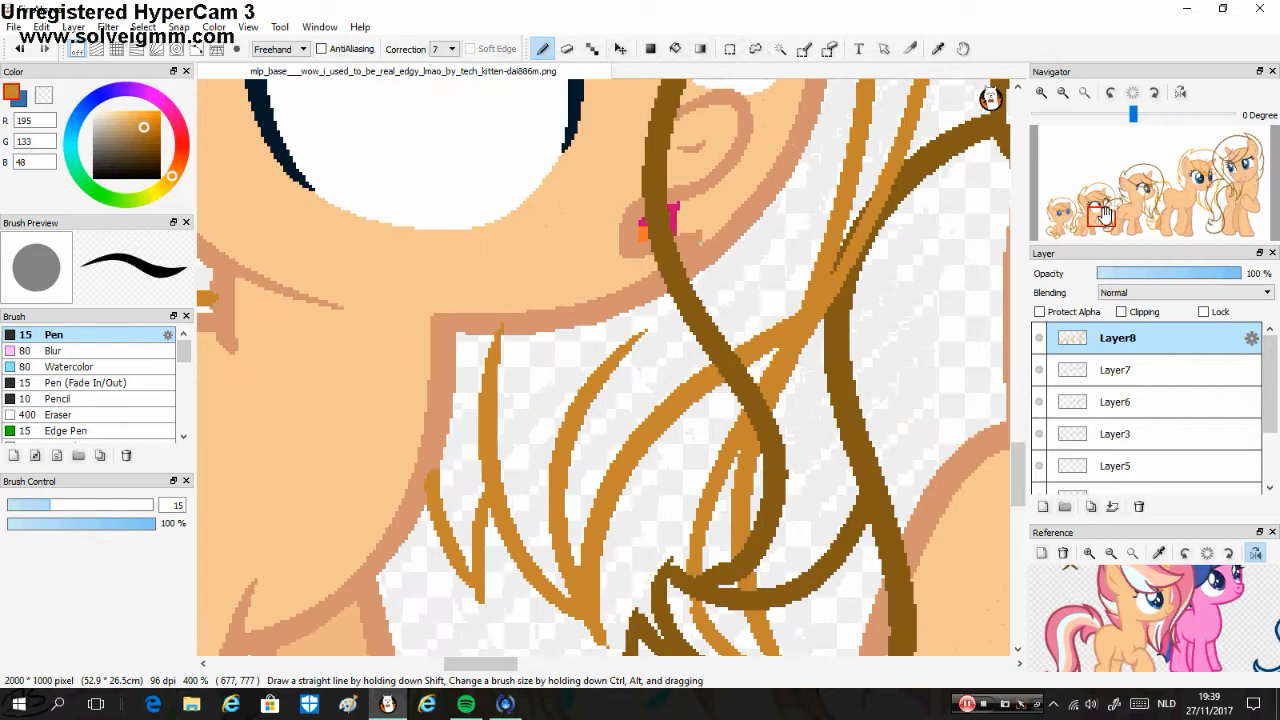 Unregistered HyperCam 3
File Edit Layer Filter Select Snap Color View Tool Window Help
www.solveigmm.com
off Freehand AntiAliasing Correction 7 Soft Edge T
mlp_base___wow_i_used_to_be_real_edgy_lmao_by_tech_kitten-dai886m.png
Color
R 195
G 133
B 48
Brush Preview
Brush
15 Pen
80 Blur
80 Watercolor
15 Pen (Fade In/Out)
10 Pencil
400 Eraser
15 Edge Pen
Brush Control
15
100 %
Navigator
0 Degree
Layer
Opacity 100 %
Blending Normal
Protect Alpha Clipping Lock
Layer8
Layer7
Layer6
Layer3
Layer5
Reference
2000 * 1000 pixel (52.9 * 26.5cm) 96 dpi 400 % ( 677, 777 ) Draw a straight line by holding down Shift, Change a brush size by holding down Ctrl, Alt, and dragging
NLD
19:39
27/11/2017